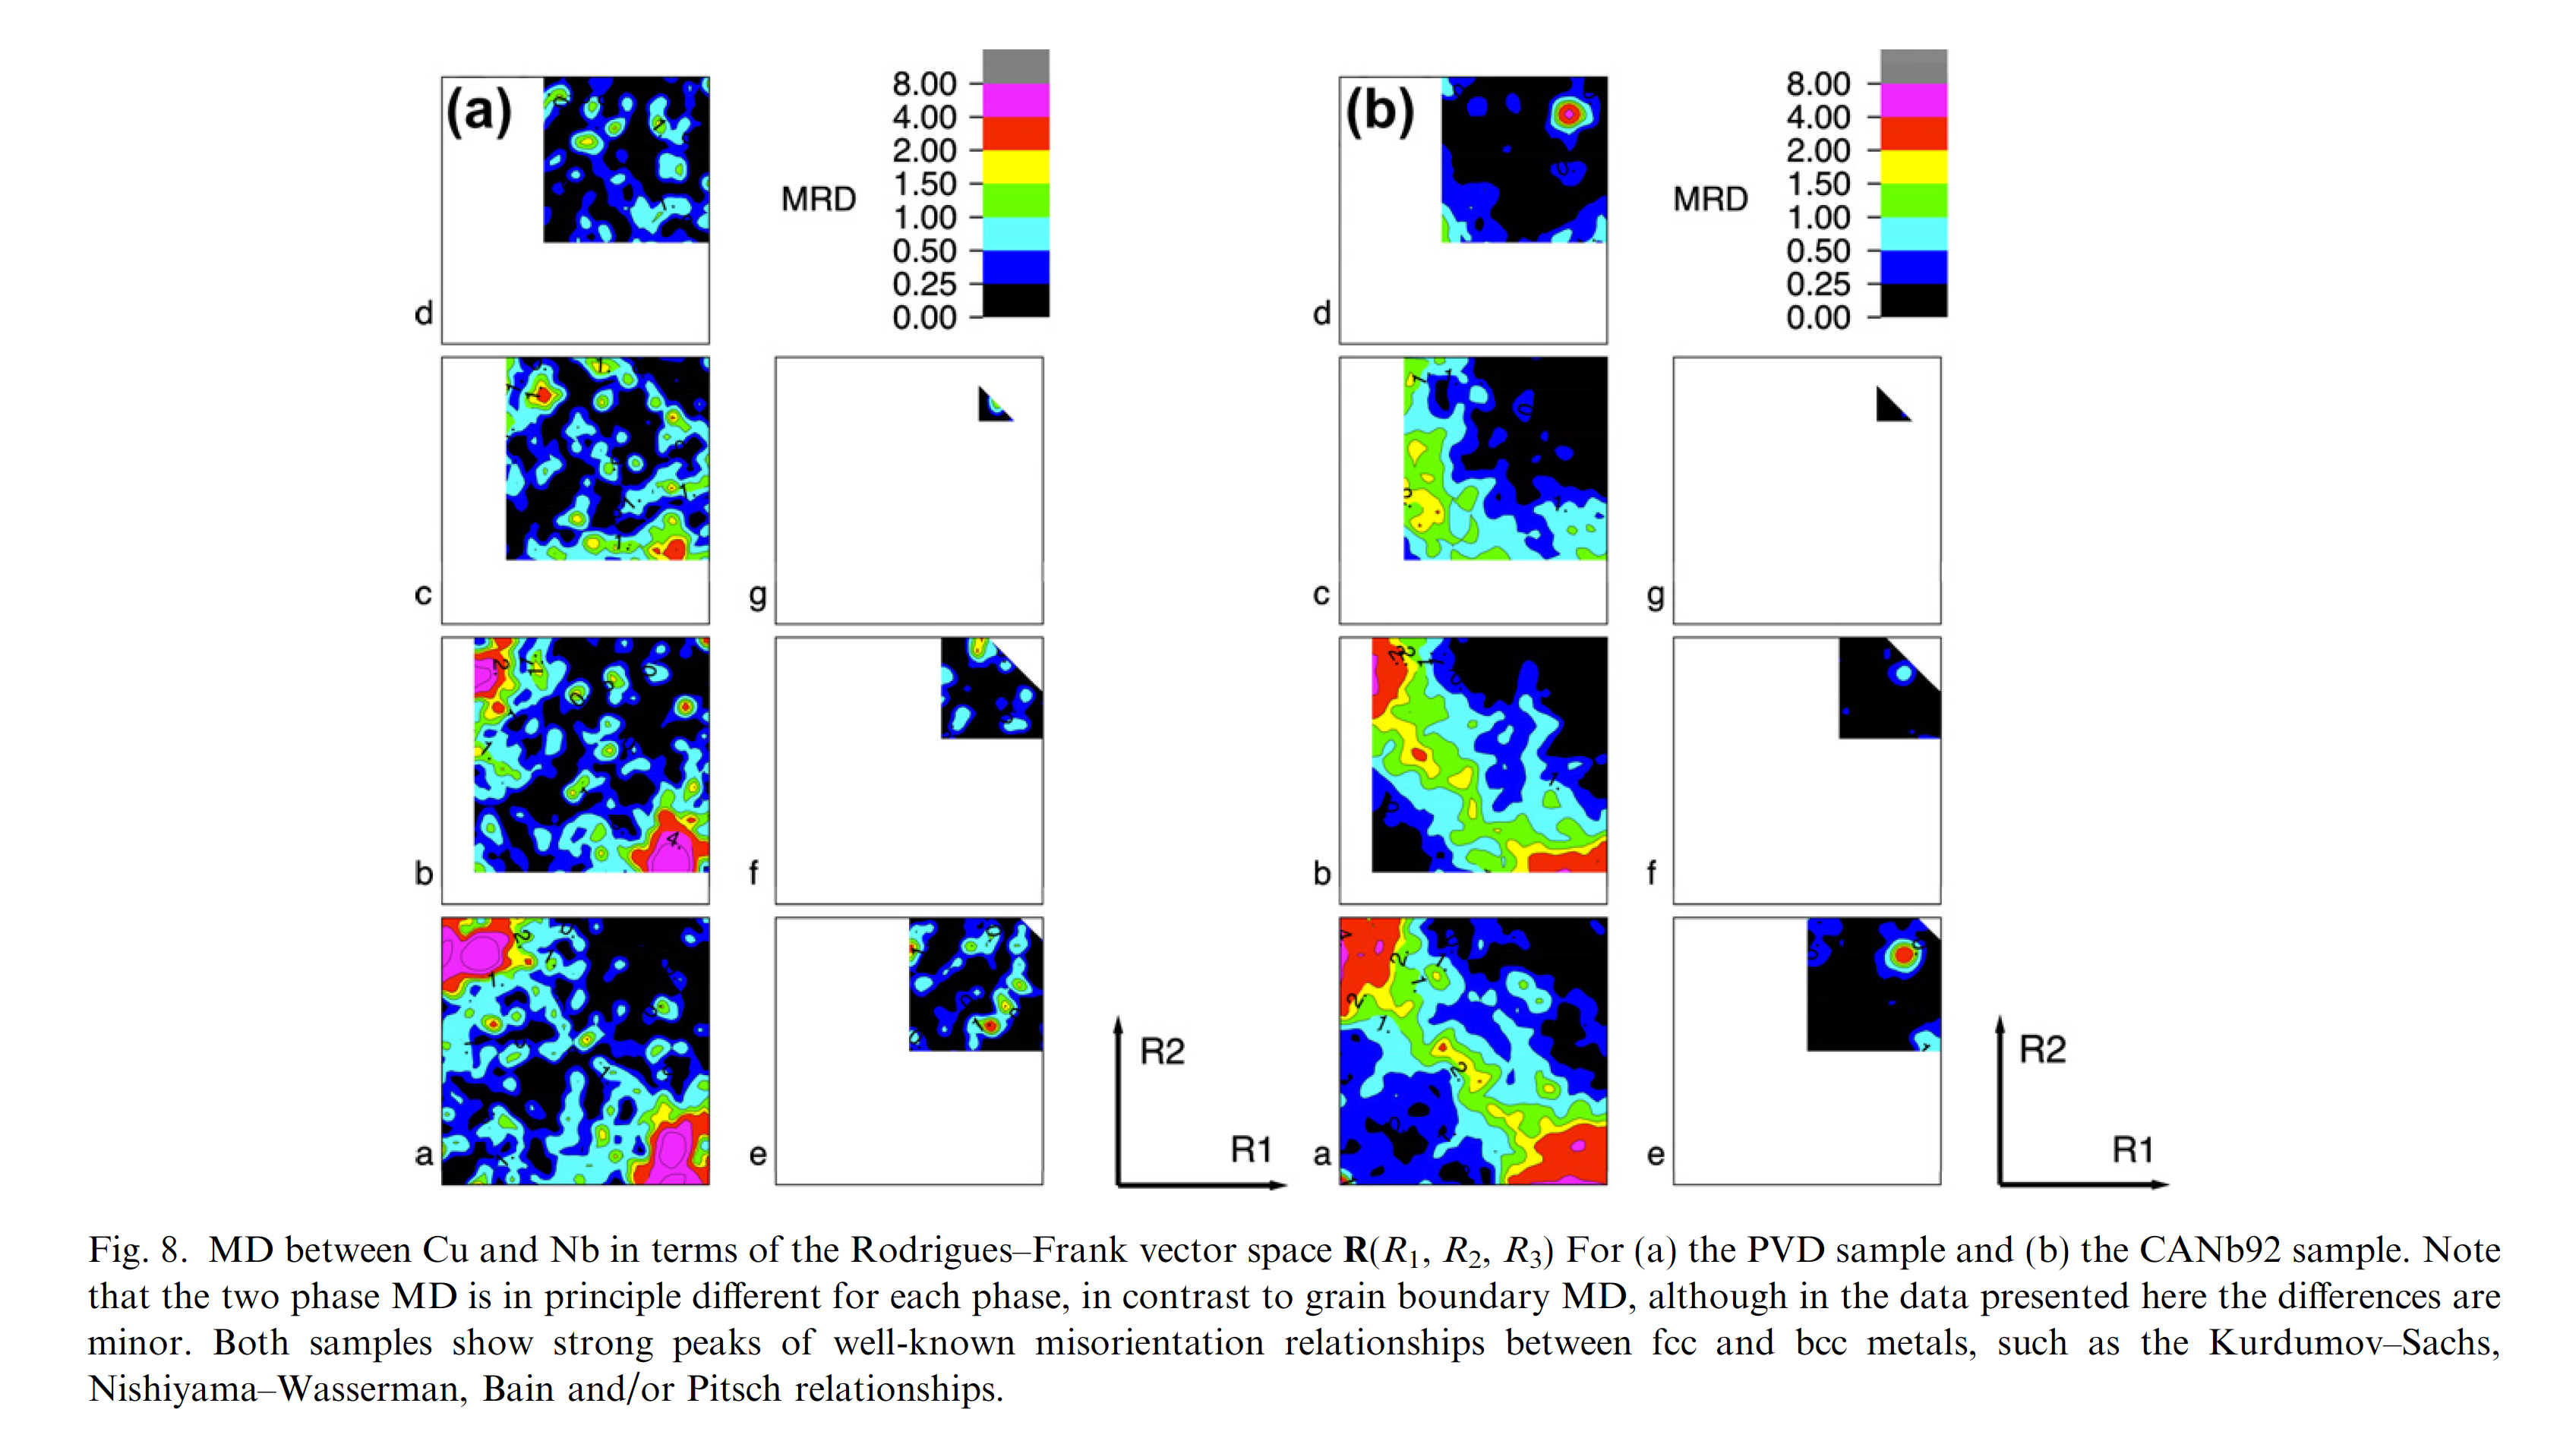 (a)
8.00
4.00
2.00
1.50
1.00
0.50
0.25
0.00
MRD
d
c
g
b
f
a
e
R2
R1
(b)
8.00
4.00
2.00
1.50
1.00
0.50
0.25
0.00
MRD
d
c
g
b
f
a
e
R2
R1
Fig. 8. MD between Cu and Nb in terms of the Rodrigues–Frank vector space R(R1, R2, R3) For (a) the PVD sample and (b) the CANb92 sample. Note
that the two phase MD is in principle different for each phase, in contrast to grain boundary MD, although in the data presented here the differences are
minor. Both samples show strong peaks of well-known misorientation relationships between fcc and bcc metals, such as the Kurdumov–Sachs,
Nishiyama–Wasserman, Bain and/or Pitsch relationships.